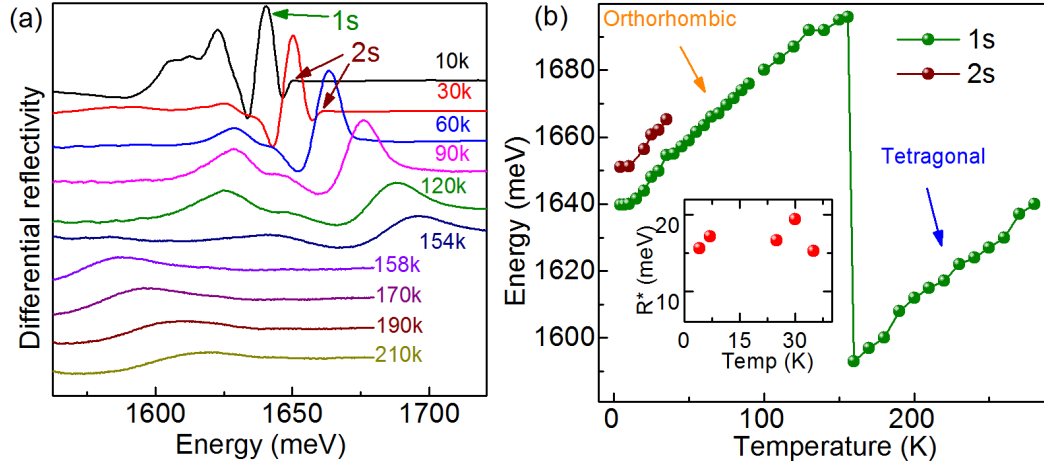 (a)
1s
2s
10k
30k
60k
90k
120k
154k
158k
170k
190k
210k
Differential reflectivity
1600
1650
1700
Energy (meV)
(b)
Orthorhombic
1s
2s
Tetragonal
1680
1660
1640
1620
1600
Energy (meV)
20
10
R* (meV)
0
15
30
Temp (K)
0
100
200
Temperature (K)